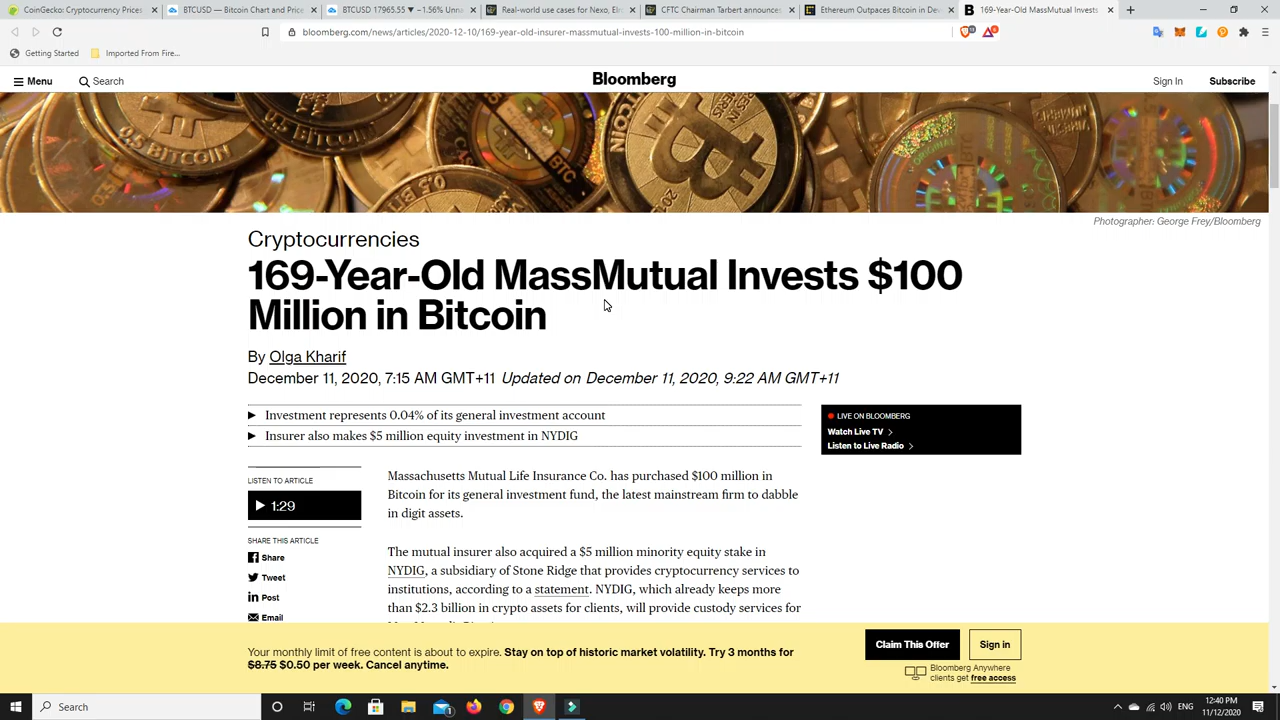 CoinGecko: Cryptocurrency Prices
BTCUSD — Bitcoin Chart and Price
BTCUSD 17965.55 ▼ −1.56% Unna
Real-world use cases for Nexo, Elro
CFTC Chairman Tarbert announces
Ethereum Outpaces Bitcoin in Dev
169-Year-Old MassMutual Invests
bloomberg.com/news/articles/2020-12-10/169-year-old-insurer-massmutual-invests-100-million-in-bitcoin
Getting Started
Imported From Fire...
Menu
Search
Bloomberg
Sign In
Subscribe
0.5 BITCOIN
BITCOIN
Photographer: George Frey/Bloomberg
Cryptocurrencies
169-Year-Old MassMutual Invests $100
Million in Bitcoin
By Olga Kharif
December 11, 2020, 7:15 AM GMT+11 Updated on December 11, 2020, 9:22 AM GMT+11
Investment represents 0.04% of its general investment account
Insurer also makes $5 million equity investment in NYDIG
LIVE ON BLOOMBERG
Watch Live TV
Listen to Live Radio
LISTEN TO ARTICLE
1:29
SHARE THIS ARTICLE
Share
Tweet
Post
Email
Massachusetts Mutual Life Insurance Co. has purchased $100 million in
Bitcoin for its general investment fund, the latest mainstream firm to dabble
in digit assets.
The mutual insurer also acquired a $5 million minority equity stake in
NYDIG, a subsidiary of Stone Ridge that provides cryptocurrency services to
institutions, according to a statement. NYDIG, which already keeps more
than $2.3 billion in crypto assets for clients, will provide custody services for
Your monthly limit of free content is about to expire. Stay on top of historic market volatility. Try 3 months for
$8.75 $0.50 per week. Cancel anytime.
Claim This Offer
Sign in
Bloomberg Anywhere
clients get free access
Search
ENG
12:40 PM
11/12/2020